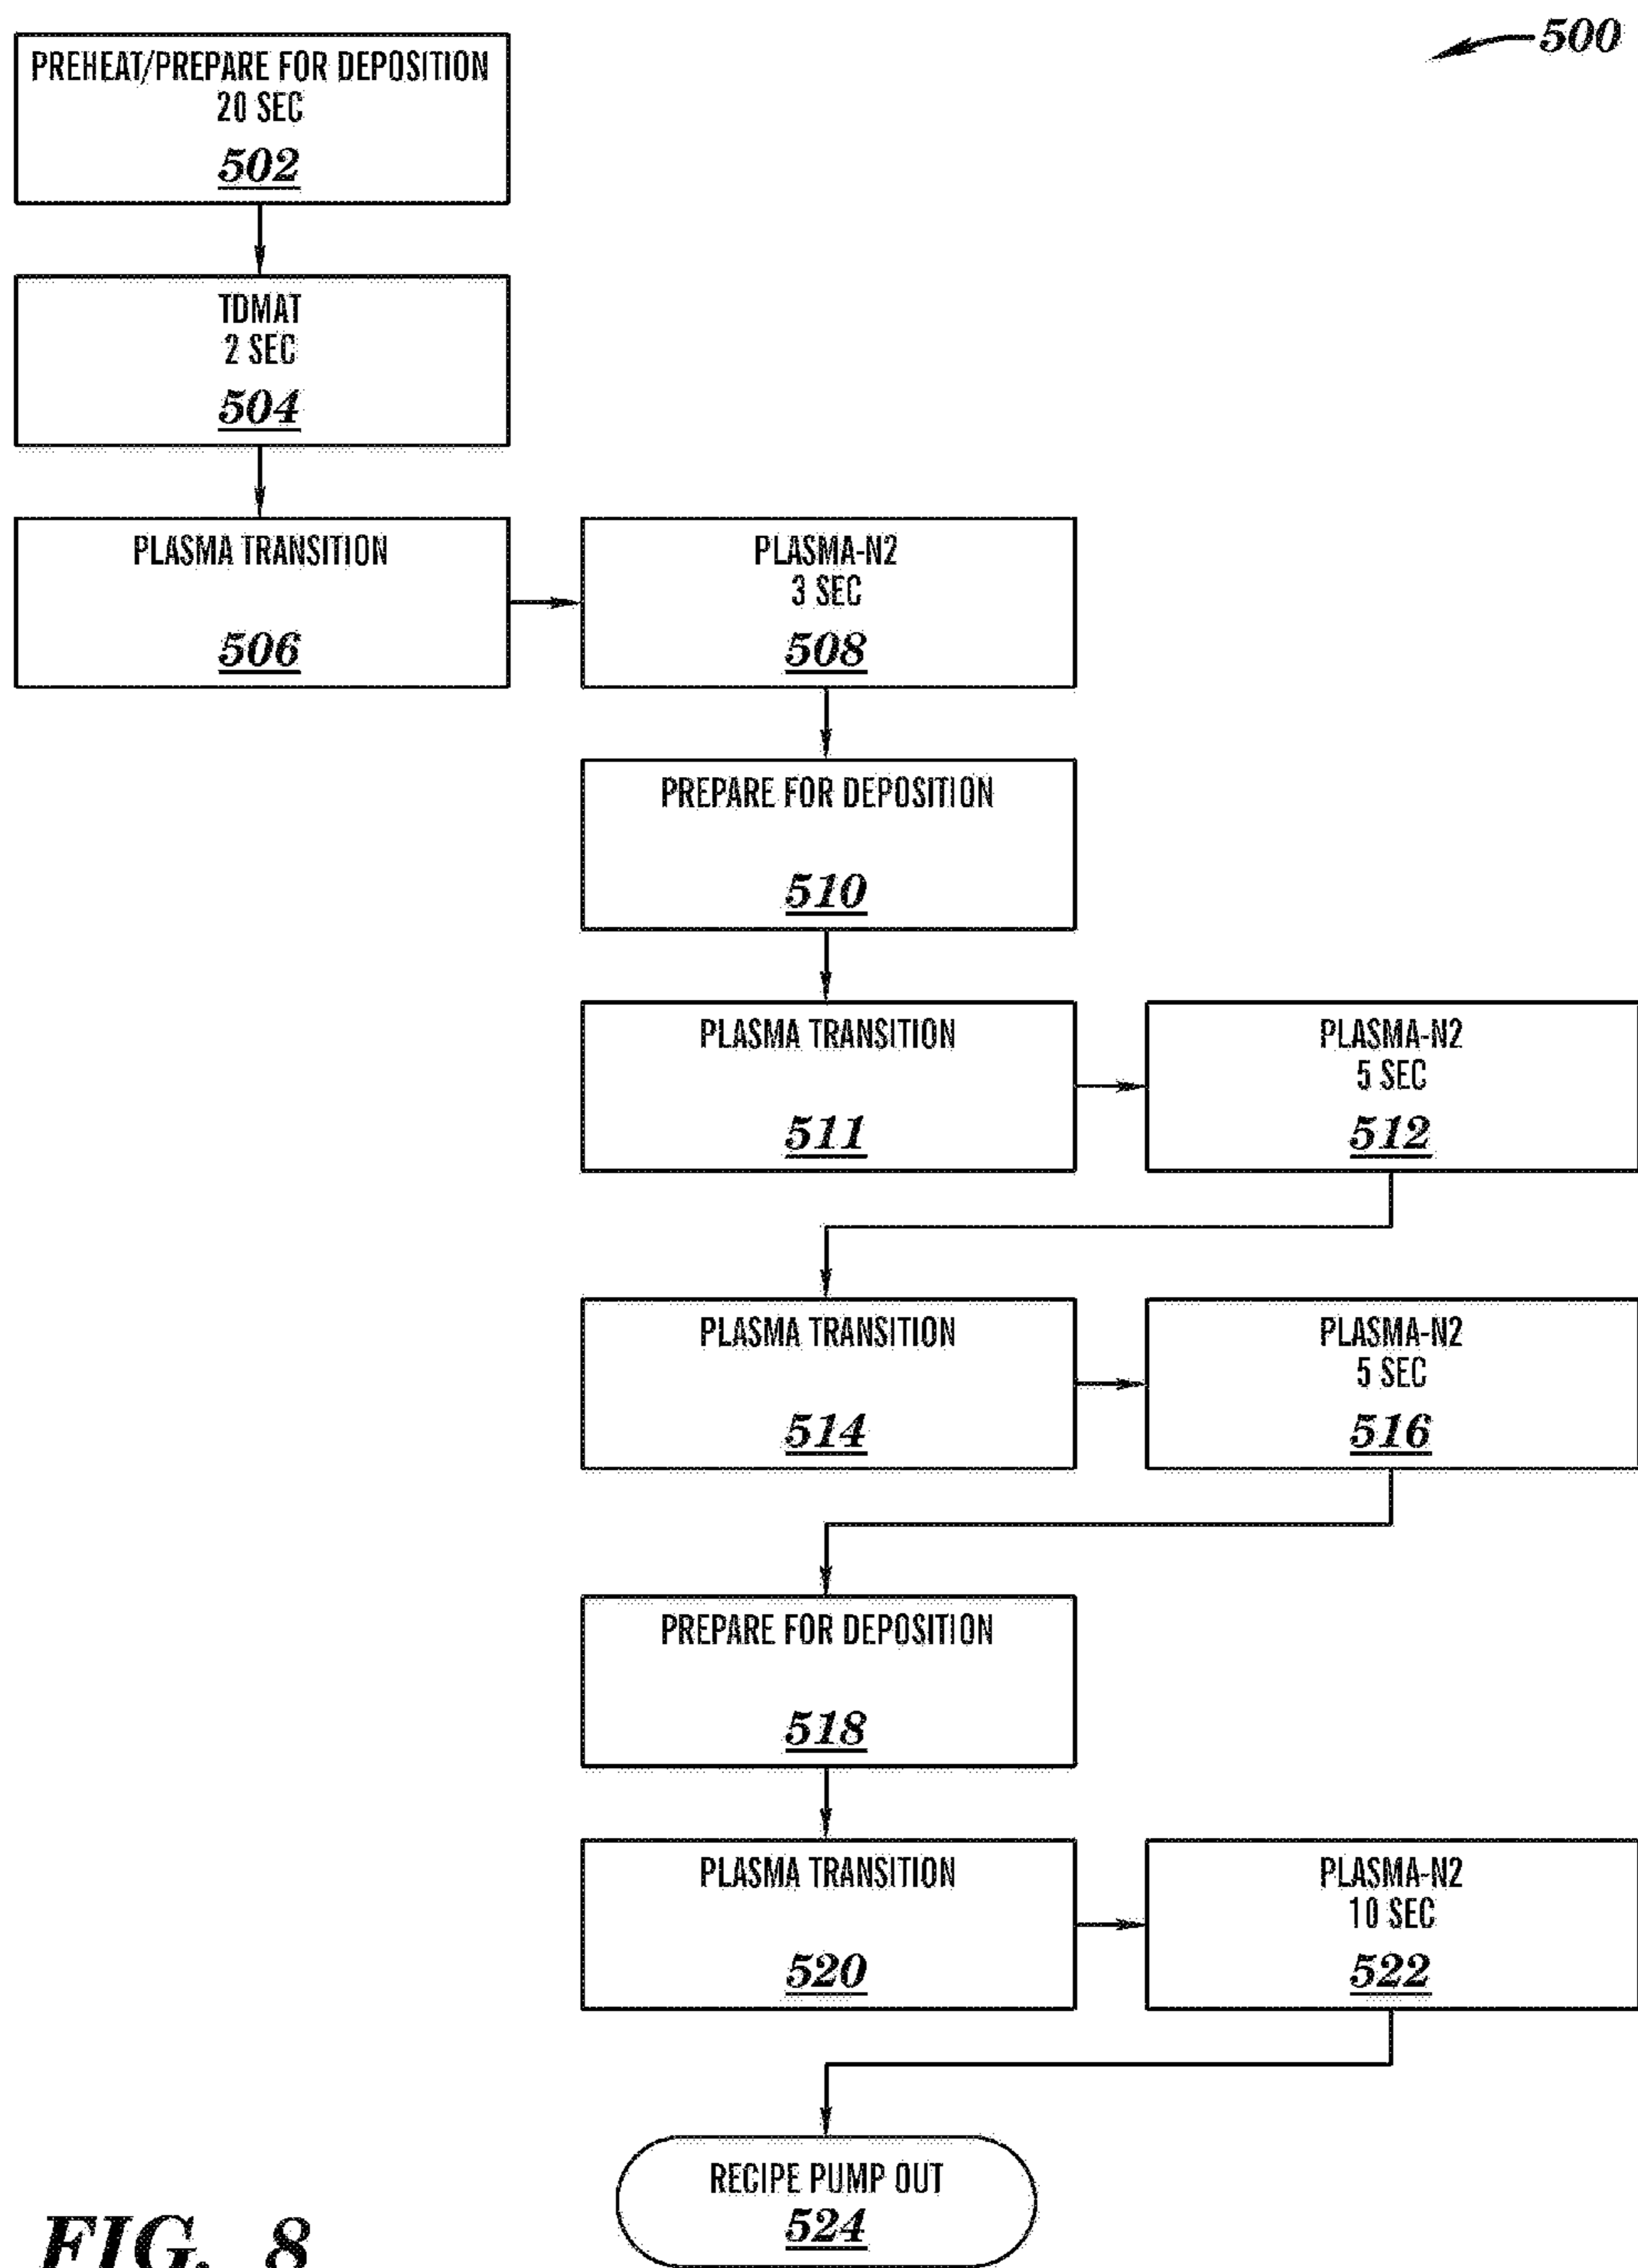 500
PREHEAT/PREPARE FOR DEPOSITION
20 SEC
502
TDMAT
2 SEC
504
PLASMA TRANSITION
506
PLASMA-N2
3 SEC
508
PREPARE FOR DEPOSITION
510
PLASMA TRANSITION
511
PLASMA-N2
5 SEC
512
PLASMA TRANSITION
514
PLASMA-N2
5 SEC
516
PREPARE FOR DEPOSITION
518
PLASMA TRANSITION
520
PLASMA-N2
10 SEC
522
RECIPE PUMP OUT
524
FIG. 8